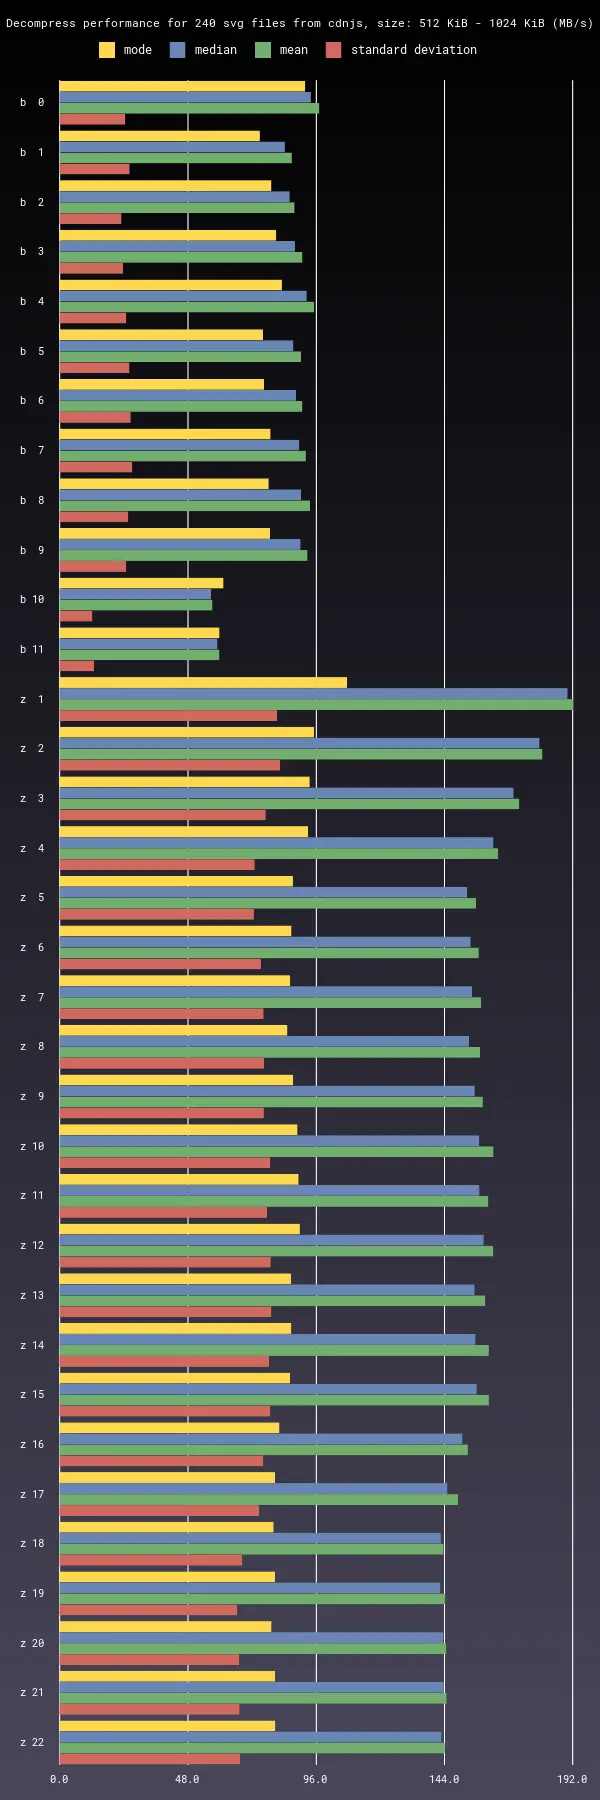 Decompress performance for 240 svg files from cdnjs, size: 512 KiB - 1024 KiB (MB/s)
mode median mean standard deviation
b 0
b 1
b 2
b 3
b 4
b 5
b 6
b 7
b 8
b 9
b 10
b 11
z 1
z 2
z 3
z 4
z 5
z 6
z 7
z 8
z 9
z 10
z 11
z 12
z 13
z 14
z 15
z 16
z 17
z 18
z 19
z 20
z 21
z 22
0.0 48.0 96.0 144.0 192.0